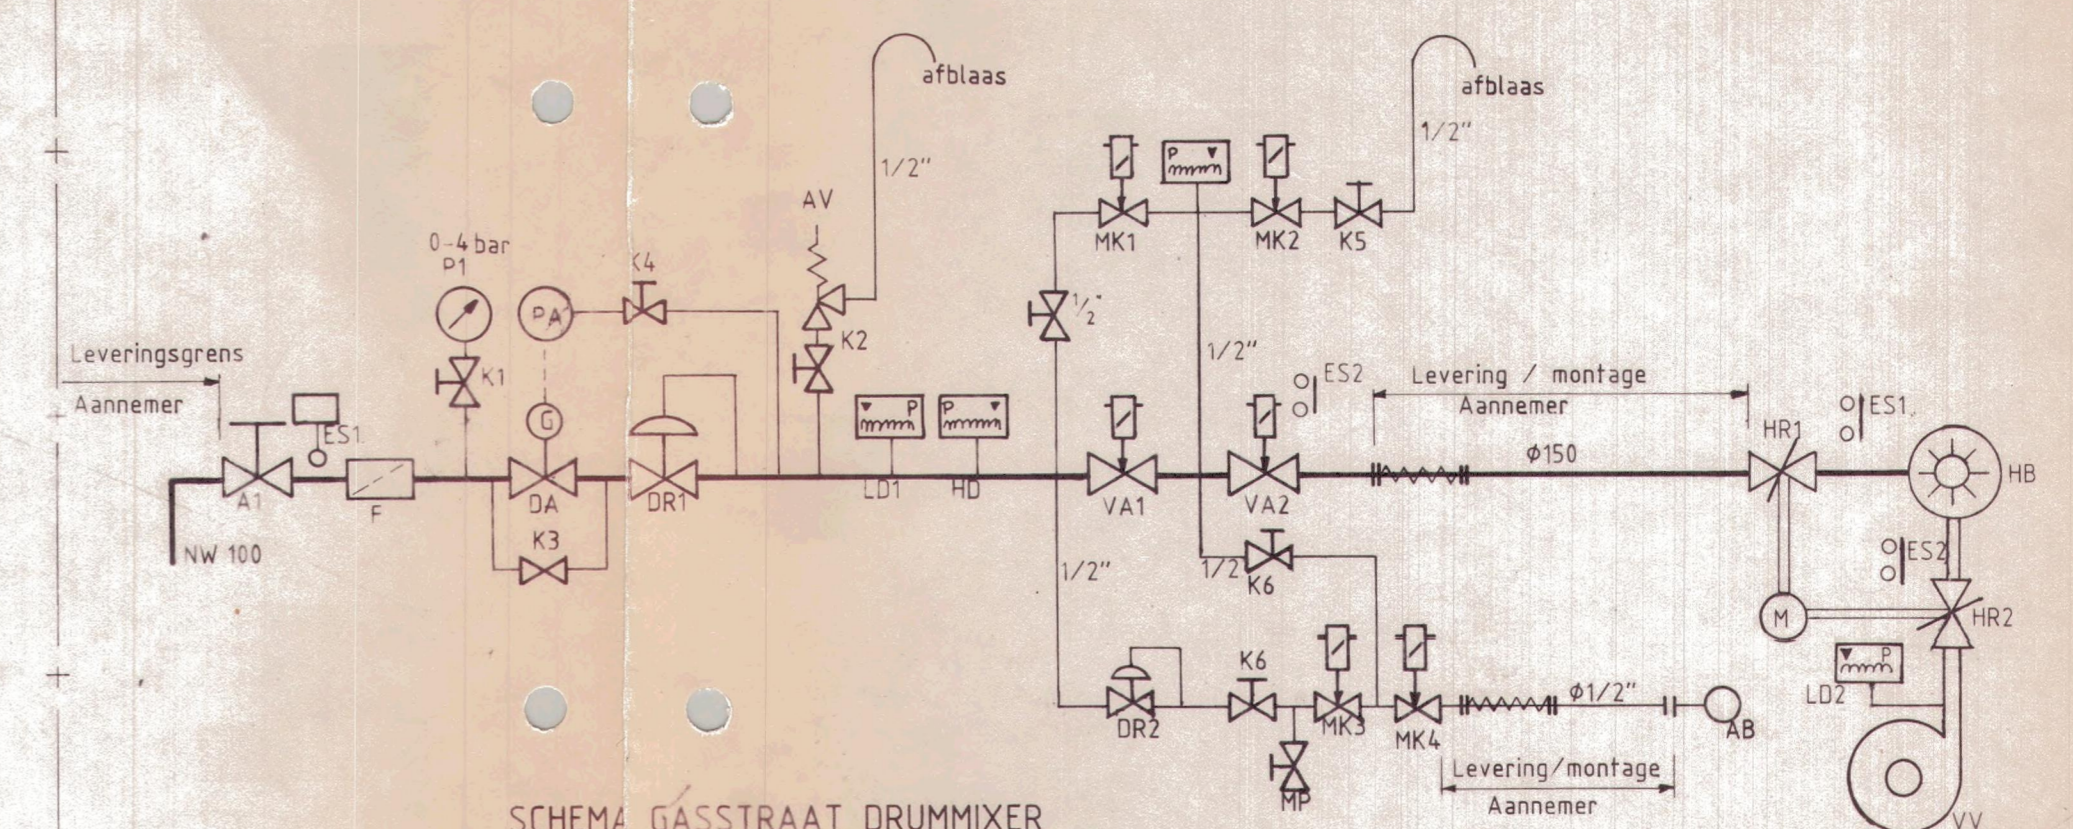 afblaas
afblaas
1/2"
1/2"
P
MK1
MK2
K5
AV
0-4 bar
P1
K4
PA
K2
1/2"
K1
1/2"
ES2
Leveringsgrens
Aannemer
Levering / montage
Aannemer
ES1
G
P
P
HR1
ES1
Ø150
HB
A1
F
DA
DR1
LD1
HD
VA1
VA2
NW 100
K3
1/2"
1/2
K6
ES2
M
HR2
P
LD2
K6
Ø1/2"
DR2
MK3
MK4
AB
MP
Levering/montage
Aannemer
SCHEMA GASSTRAAT DRUMMIXER
VV